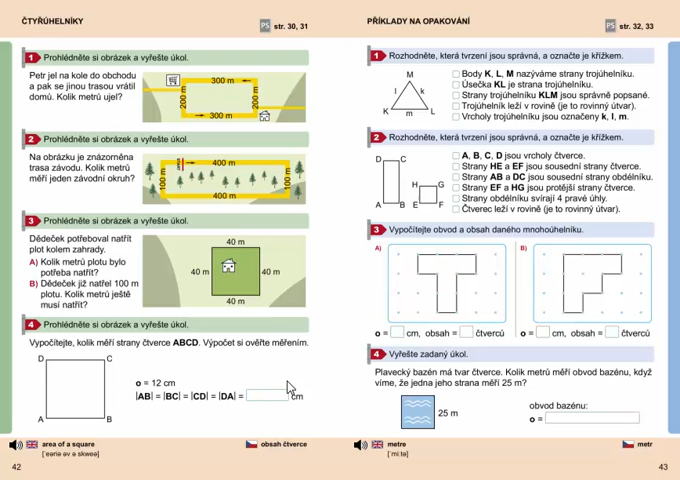 ČTYŘÚHELNÍKY
PS str. 30, 31
1 Prohlédněte si obrázek a vyřešte úkol.
Petr jel na kole do obchodu
a pak se jinou trasou vrátil
domů. Kolik metrů ujel?
300 m
200 m
200 m
300 m
2 Prohlédněte si obrázek a vyřešte úkol.
Na obrázku je znázorněna
trasa závodu. Kolik metrů
měří jeden závodní okruh?
START
400 m
100 m
100 m
400 m
3 Prohlédněte si obrázek a vyřešte úkol.
Dědeček potřeboval natřít
plot kolem zahrady.
A) Kolik metrů plotu bylo
potřeba natřít?
B) Dědeček již natřel 100 m
plotu. Kolik metrů ještě
musí natřít?
40 m
40 m
40 m
40 m
4 Prohlédněte si obrázek a vyřešte úkol.
Vypočítejte, kolik měří strany čtverce ABCD. Výpočet si ověřte měřením.
D C
A B
o = 12 cm
|AB| = |BC| = |CD| = |DA| = cm
area of a square
[ˈeəriə əv ə skweə]
obsah čtverce
42
PŘÍKLADY NA OPAKOVÁNÍ
PS str. 32, 33
1 Rozhodněte, která tvrzení jsou správná, a označte je křížkem.
M
l k
K m L
Body K, L, M nazýváme strany trojúhelníku.
Úsečka KL je strana trojúhelníku.
Strany trojúhelníku KLM jsou správně popsané.
Trojúhelník leží v rovině (je to rovinný útvar).
Vrcholy trojúhelníku jsou označeny k, l, m.
2 Rozhodněte, která tvrzení jsou správná, a označte je křížkem.
D C
H G
A B E F
A, B, C, D jsou vrcholy čtverce.
Strany HE a EF jsou sousední strany čtverce.
Strany AB a DC jsou sousední strany obdélníku.
Strany EF a HG jsou protější strany čtverce.
Strany obdélníku svírají 4 pravé úhly.
Čtverec leží v rovině (je to rovinný útvar).
3 Vypočítejte obvod a obsah daného mnohoúhelníku.
A)
B)
o = cm, obsah = čtverců
o = cm, obsah = čtverců
4 Vyřešte zadaný úkol.
Plavecký bazén má tvar čtverce. Kolik metrů měří obvod bazénu, když
víme, že jedna jeho strana měří 25 m?
25 m
obvod bazénu:
o =
metre
[ˈmiːtə]
metr
43